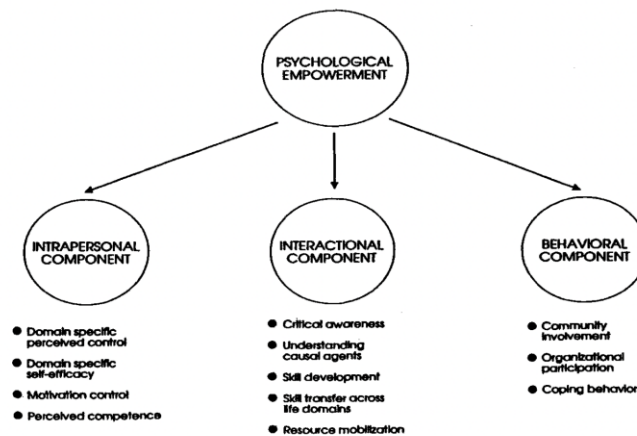 PSYCHOLOGICAL
EMPOWERMENT
INTRAPERSONAL
COMPONENT
INTERACTIONAL
COMPONENT
BEHAVIORAL
COMPONENT
● Domain specific
perceived control
● Domain specific
self-efficacy
● Motivation control
● Perceived competence
● Critical awareness
● Understanding
causal agents
● Skill development
● Skill transfer across
life domains
● Resource mobilization
● Community
involvement
● Organizational
participation
● Coping behaviors